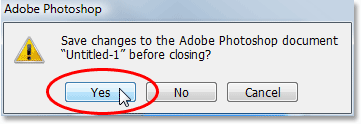 Adobe Photoshop
Save changes to the Adobe Photoshop document
“Untitled-1” before closing?
Yes No Cancel